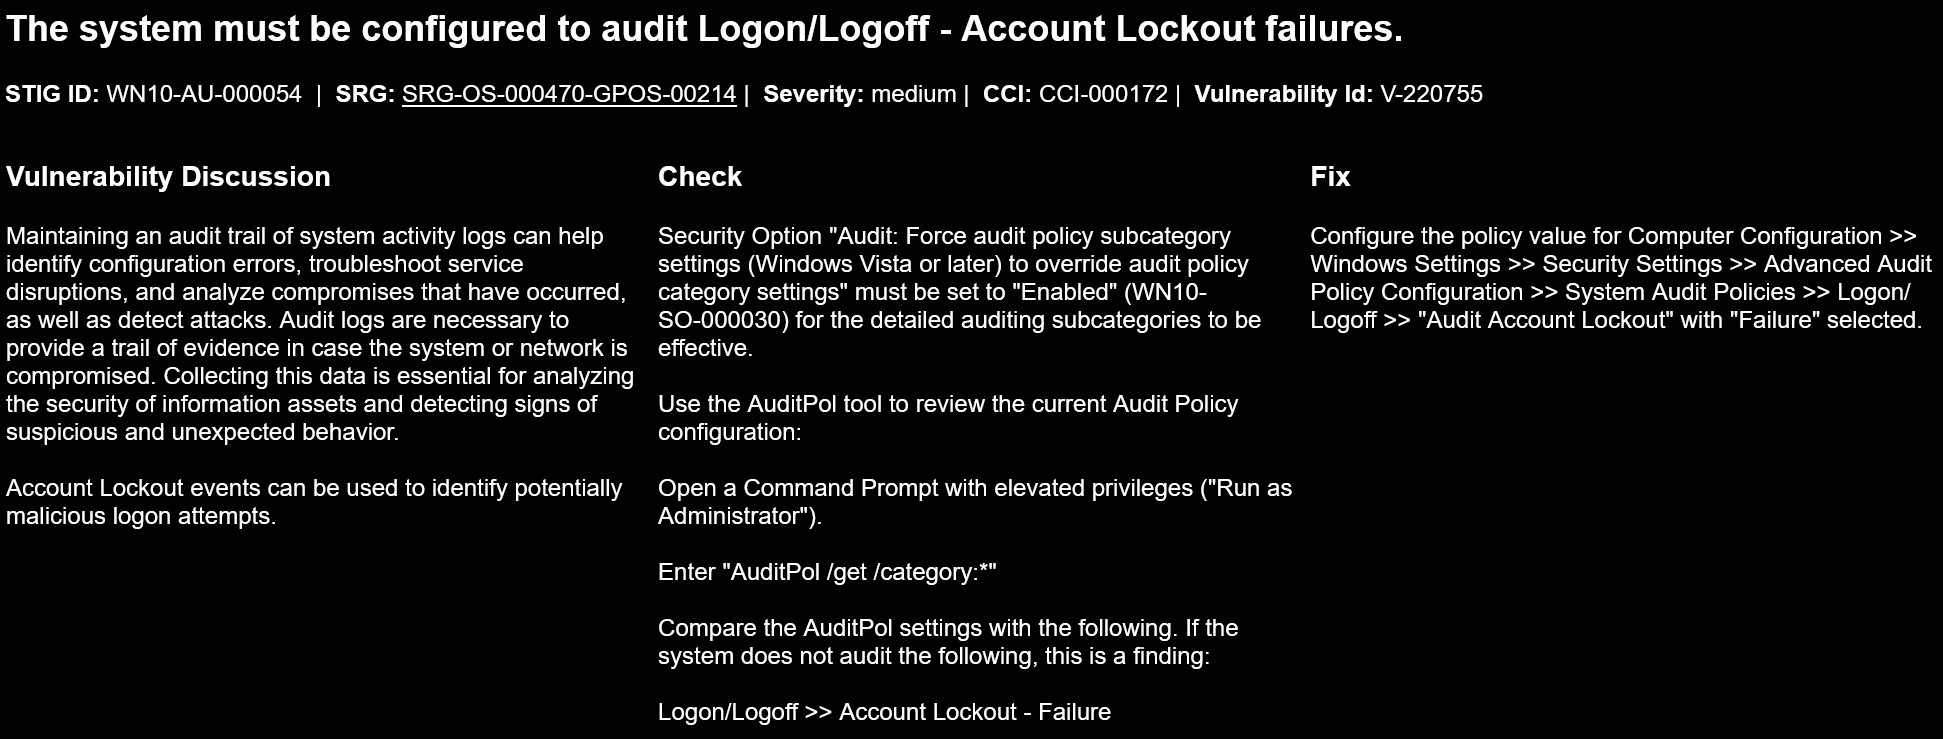 The system must be configured to audit Logon/Logoff - Account Lockout failures.
STIG ID: WN10-AU-000054 | SRG: SRG-OS-000470-GPOS-00214 | Severity: medium | CCI: CCI-000172 | Vulnerability Id: V-220755
Vulnerability Discussion
Maintaining an audit trail of system activity logs can help
identify configuration errors, troubleshoot service
disruptions, and analyze compromises that have occurred,
as well as detect attacks. Audit logs are necessary to
provide a trail of evidence in case the system or network is
compromised. Collecting this data is essential for analyzing
the security of information assets and detecting signs of
suspicious and unexpected behavior.
Account Lockout events can be used to identify potentially
malicious logon attempts.
Check
Security Option "Audit: Force audit policy subcategory
settings (Windows Vista or later) to override audit policy
category settings" must be set to "Enabled" (WN10-
SO-000030) for the detailed auditing subcategories to be
effective.
Use the AuditPol tool to review the current Audit Policy
configuration:
Open a Command Prompt with elevated privileges ("Run as
Administrator").
Enter "AuditPol /get /category:*"
Compare the AuditPol settings with the following. If the
system does not audit the following, this is a finding:
Logon/Logoff >> Account Lockout - Failure
Fix
Configure the policy value for Computer Configuration >>
Windows Settings >> Security Settings >> Advanced Audit
Policy Configuration >> System Audit Policies >> Logon/
Logoff >> "Audit Account Lockout" with "Failure" selected.